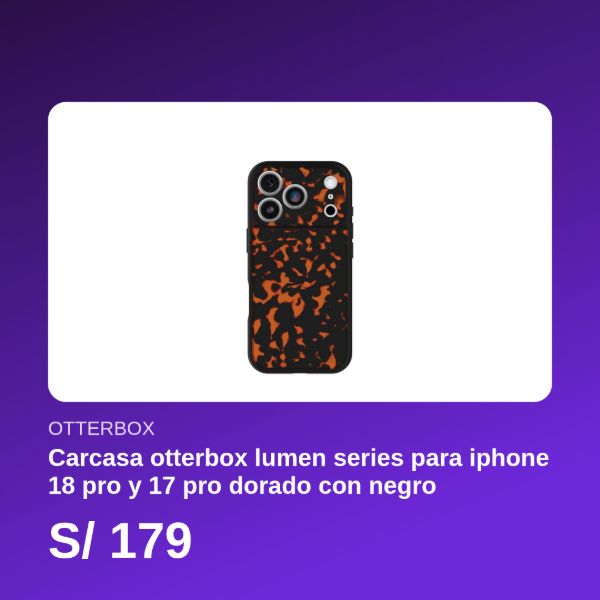 OTTERBOX
Carcasa otterbox lumen series para iphone
18 pro y 17 pro dorado con negro
S/ 179